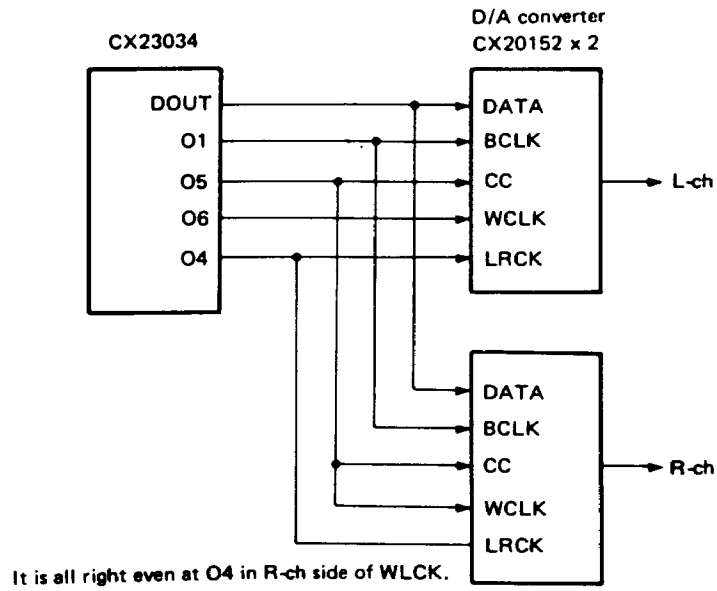 D/A converter
CX23034
CX20152 x 2
DOUT
O1
O5
O6
O4
DATA
BCLK
CC
WCLK
LRCK
L-ch
DATA
BCLK
CC
WCLK
LRCK
R-ch
It is all right even at O4 in R-ch side of WLCK.